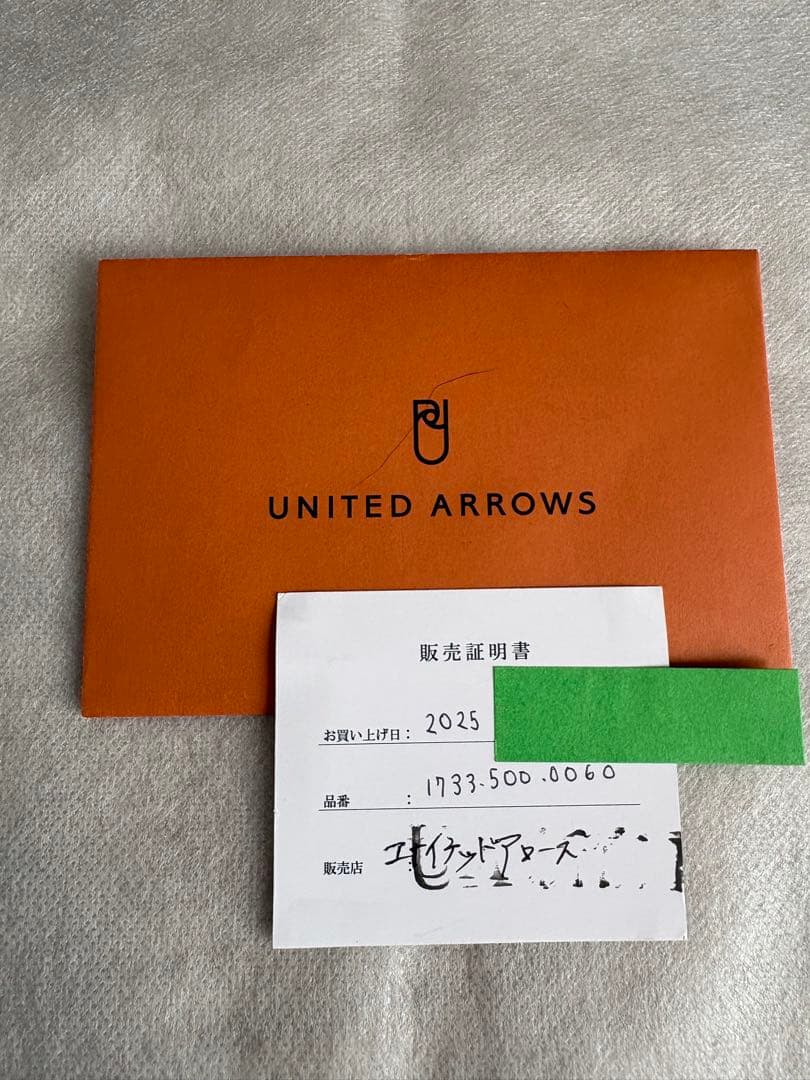 UNITED ARROWS
販売証明書
お買い上げ日: 2025
品番 : 1733.500.0060
販売店 : ユナイテッドアローズ